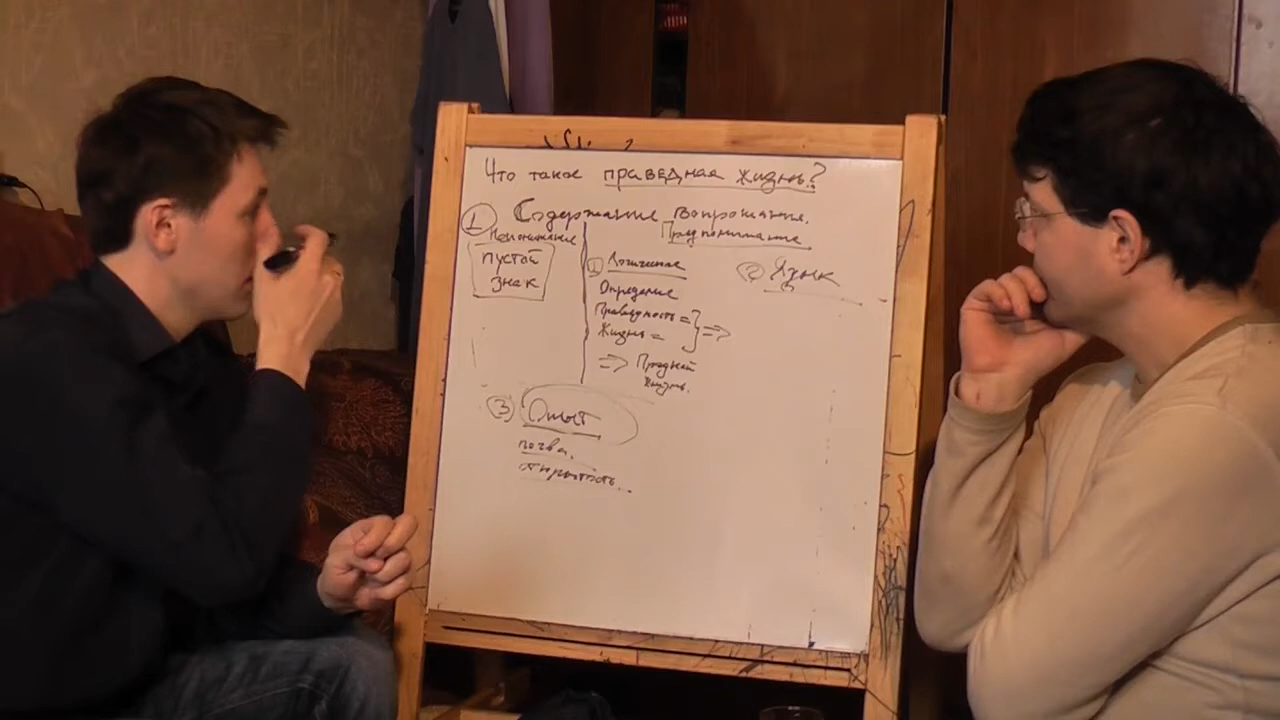 Что такое праведная жизнь?
Содержание Вопрошания.
Предпонимание
1 Непонимание
пустой
знак
1 Логическое
Определение
Праведность = } =>
Жизнь =
=> Праведная
жизнь.
2 Язык
3 Опыт
почва.
открытость...